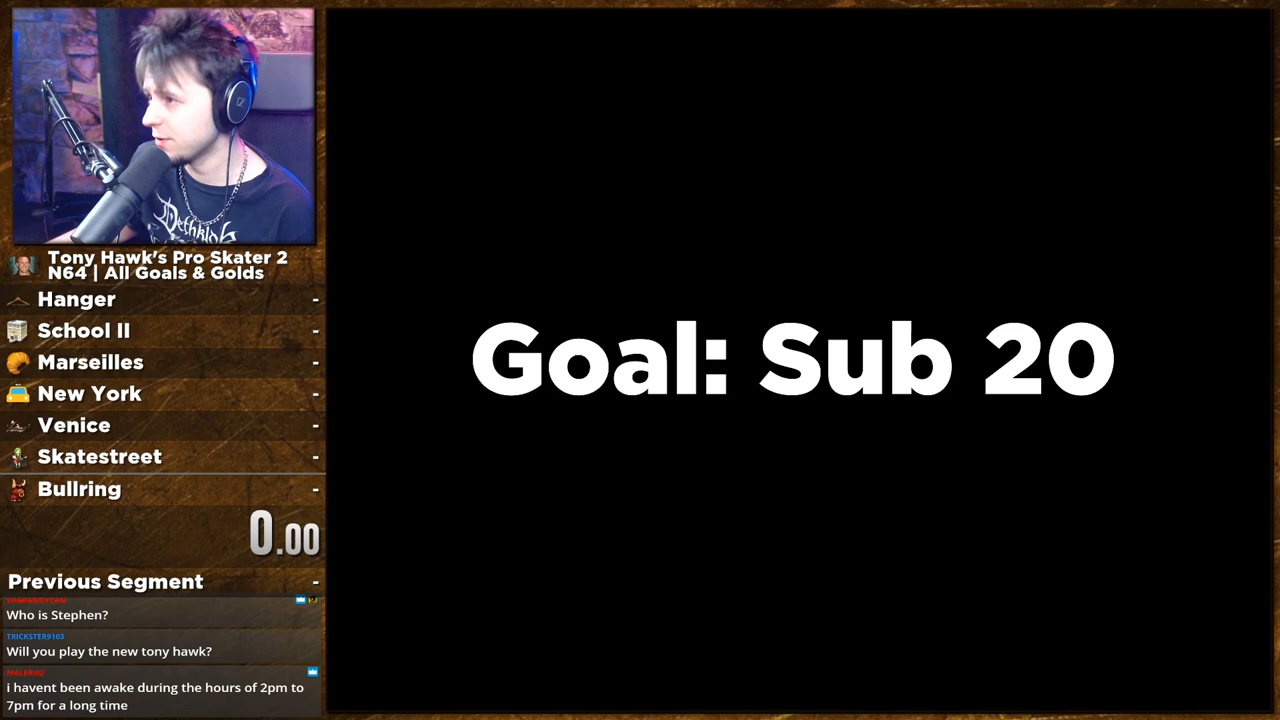 Dethklok
Tony Hawk's Pro Skater 2
N64 | All Goals & Golds
Hanger -
School II -
Marseilles -
New York -
Venice -
Skatestreet -
Bullring -
0.00
Previous Segment -
Who is Stephen?
TRICKSTER9103
Will you play the new tony hawk?
i havent been awake during the hours of 2pm to
7pm for a long time
Goal: Sub 20